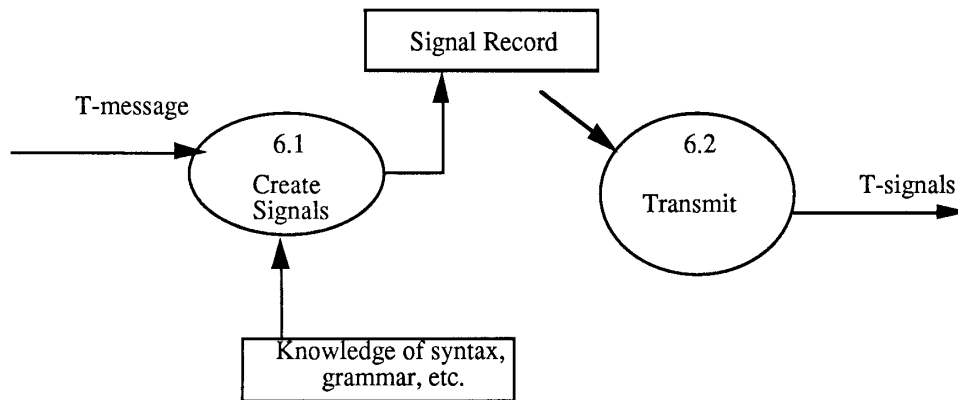 Signal Record
T-message
6.1
Create
Signals
6.2
Transmit
T-signals
Knowledge of syntax,
grammar, etc.